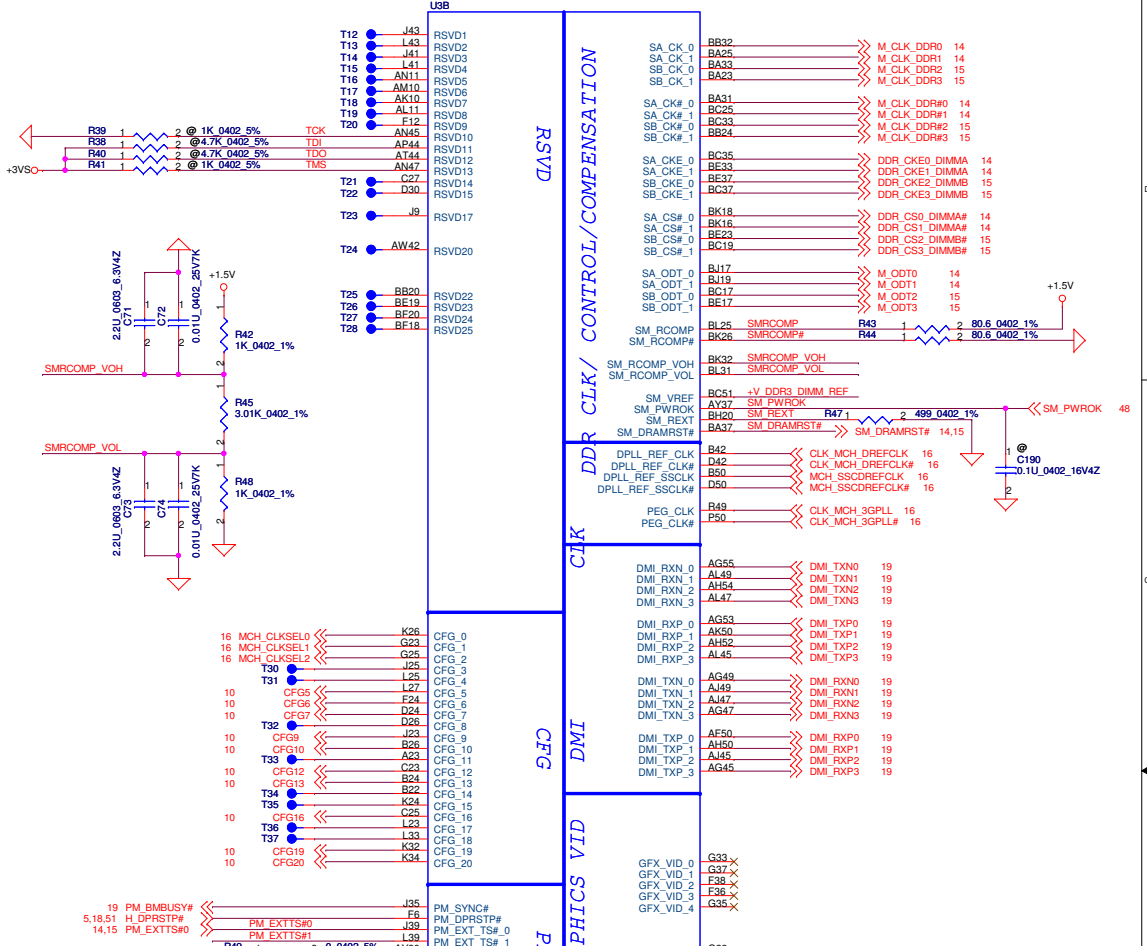 U3B
T12 J43 RSVD1
T13 L43 RSVD2
T14 J41 RSVD3
T15 L41 RSVD4
T16 AN11 RSVD5
T17 AM10 RSVD6
T18 AK10 RSVD7
T19 AL11 RSVD8
T20 F12 RSVD9
R39 1 2 @ 1K_0402_5% TCK AN45 RSVD10
R38 1 2 @4.7K_0402_5% TDI AP44 RSVD11
R40 1 2 @4.7K_0402_5% TDO AT44 RSVD12
R41 1 2 @ 1K_0402_5% TMS AN47 RSVD13
+3VS
T21 C27 RSVD14
T22 D30 RSVD15
T23 J9 RSVD17
T24 AW42 RSVD20
T25 BB20 RSVD22
T26 BE19 RSVD23
T27 BF20 RSVD24
T28 BF18 RSVD25
RSVD
+1.5V
2.2U_0603_6.3V4Z
C71
1
2
C72
0.01U_0402_25V7K
1
2
1
R42
1K_0402_1%
2
SMRCOMP_VOH
1
R45
3.01K_0402_1%
2
SMRCOMP_VOL
2.2U_0603_6.3V4Z
C73
1
2
C74
0.01U_0402_25V7K
1
2
1
R48
1K_0402_1%
2
16 MCH_CLKSEL0 K26 CFG_0
16 MCH_CLKSEL1 G23 CFG_1
16 MCH_CLKSEL2 G25 CFG_2
T30 J25 CFG_3
T31 L25 CFG_4
10 CFG5 L27 CFG_5
10 CFG6 F24 CFG_6
10 CFG7 D24 CFG_7
T32 D26 CFG_8
10 CFG9 J23 CFG_9
10 CFG10 B26 CFG_10
T33 A23 CFG_11
10 CFG12 C23 CFG_12
10 CFG13 B24 CFG_13
T34 B22 CFG_14
T35 K24 CFG_15
10 CFG16 C25 CFG_16
T36 L23 CFG_17
T37 L33 CFG_18
10 CFG19 K32 CFG_19
10 CFG20 K34 CFG_20
CFG
19 PM_BMBUSY# J35 PM_SYNC#
5,18,51 H_DPRSTP# F6 PM_DPRSTP#
14,15 PM_EXTTS#0 PM_EXTTS#0 J39 PM_EXT_TS#_0
PM_EXTTS#1 L39 PM_EXT_TS#_1
DDR CLK/ CONTROL/COMPENSATION
SA_CK_0 BB32 M_CLK_DDR0 14
SA_CK_1 BA25 M_CLK_DDR1 14
SB_CK_0 BA33 M_CLK_DDR2 15
SB_CK_1 BA23 M_CLK_DDR3 15
SA_CK#_0 BA31 M_CLK_DDR#0 14
SA_CK#_1 BC25 M_CLK_DDR#1 14
SB_CK#_0 BC33 M_CLK_DDR#2 15
SB_CK#_1 BB24 M_CLK_DDR#3 15
SA_CKE_0 BC35 DDR_CKE0_DIMMA 14
SA_CKE_1 BE33 DDR_CKE1_DIMMA 14
SB_CKE_0 BE37 DDR_CKE2_DIMMB 15
SB_CKE_1 BC37 DDR_CKE3_DIMMB 15
SA_CS#_0 BK18 DDR_CS0_DIMMA# 14
SA_CS#_1 BK16 DDR_CS1_DIMMA# 14
SB_CS#_0 BE23 DDR_CS2_DIMMB# 15
SB_CS#_1 BC19 DDR_CS3_DIMMB# 15
SA_ODT_0 BJ17 M_ODT0 14
SA_ODT_1 BJ19 M_ODT1 14
SB_ODT_0 BC17 M_ODT2 15
SB_ODT_1 BE17 M_ODT3 15
+1.5V
SM_RCOMP BL25 SMRCOMP R43 1 2 80.6_0402_1%
SM_RCOMP# BK26 SMRCOMP# R44 1 2 80.6_0402_1%
SM_RCOMP_VOH BK32 SMRCOMP_VOH
SM_RCOMP_VOL BL31 SMRCOMP_VOL
SM_VREF BC51 +V_DDR3_DIMM_REF
SM_PWROK AY37 SM_PWROK SM_PWROK 48
SM_REXT BH20 SM_REXT R47 1 2 499_0402_1%
SM_DRAMRST# BA37 SM_DRAMRST# SM_DRAMRST# 14,15
@
1
C190
0.1U_0402_16V4Z
2
CLK
DPLL_REF_CLK B42 CLK_MCH_DREFCLK 16
DPLL_REF_CLK# D42 CLK_MCH_DREFCLK# 16
DPLL_REF_SSCLK B50 MCH_SSCDREFCLK 16
DPLL_REF_SSCLK# D50 MCH_SSCDREFCLK# 16
PEG_CLK R49 CLK_MCH_3GPLL 16
PEG_CLK# P50 CLK_MCH_3GPLL# 16
DMI
DMI_RXN_0 AG55 DMI_TXN0 19
DMI_RXN_1 AL49 DMI_TXN1 19
DMI_RXN_2 AH54 DMI_TXN2 19
DMI_RXN_3 AL47 DMI_TXN3 19
DMI_RXP_0 AG53 DMI_TXP0 19
DMI_RXP_1 AK50 DMI_TXP1 19
DMI_RXP_2 AH52 DMI_TXP2 19
DMI_RXP_3 AL45 DMI_TXP3 19
DMI_TXN_0 AG49 DMI_RXN0 19
DMI_TXN_1 AJ49 DMI_RXN1 19
DMI_TXN_2 AJ47 DMI_RXN2 19
DMI_TXN_3 AG47 DMI_RXN3 19
DMI_TXP_0 AF50 DMI_RXP0 19
DMI_TXP_1 AH50 DMI_RXP1 19
DMI_TXP_2 AJ45 DMI_RXP2 19
DMI_TXP_3 AG45 DMI_RXP3 19
PHICS VID
GFX_VID_0 G33
GFX_VID_1 G37
GFX_VID_2 F38
GFX_VID_3 F36
GFX_VID_4 G35